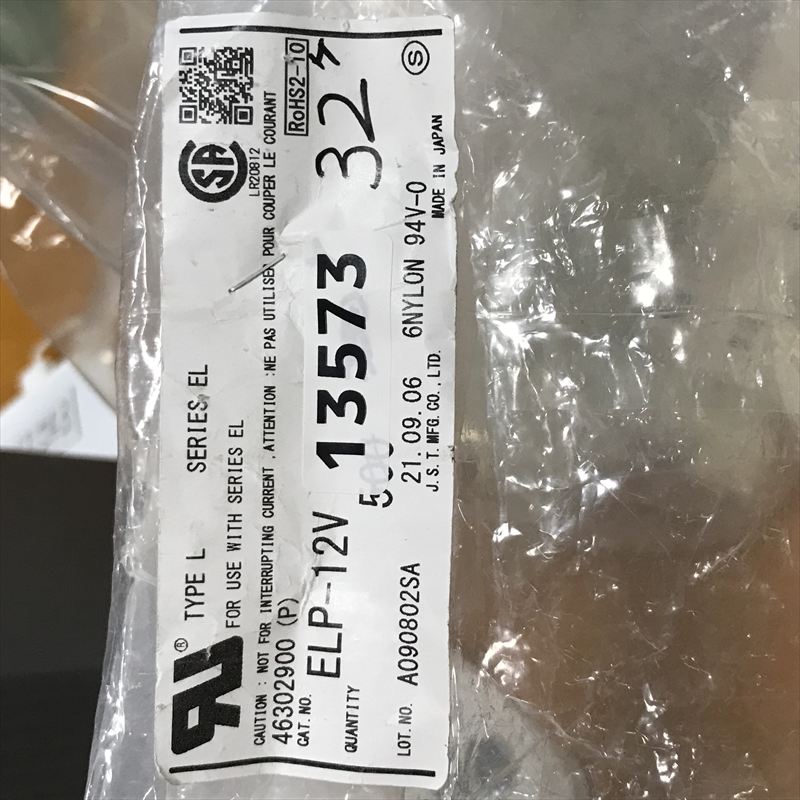 TYPE L SERIES EL
FOR USE WITH SERIES EL
LR20812
CAUTION : NOT FOR INTERRUPTING CURRENT ,ATTENTION :NE PAS UTILISER POUR COUPER LE COURANT
46302900 (P)
RoHS2-10
CAT.NO. ELP-12V
13573
32
QUANTITY
LOT.NO. A090802SA
21.09.06 6NYLON 94V-0
J.S.T.MFG.CO.,LTD.
MADE IN JAPAN
S